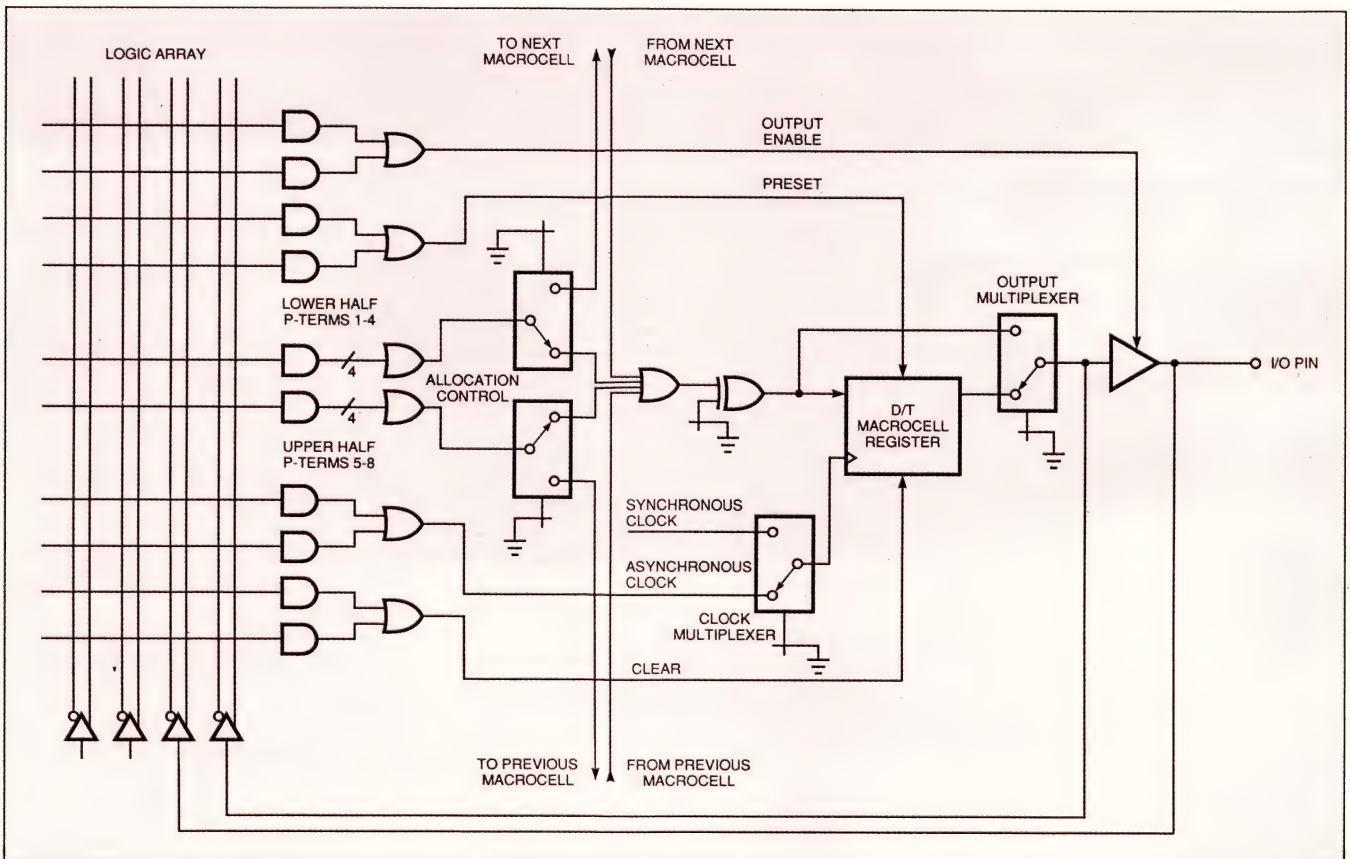 LOGIC ARRAY
TO NEXT
MACROCELL
FROM NEXT
MACROCELL
OUTPUT
ENABLE
PRESET
LOWER HALF
P-TERMS 1-4
4
ALLOCATION
CONTROL
4
UPPER HALF
P-TERMS 5-8
OUTPUT
MULTIPLEXER
I/O PIN
D/T
MACROCELL
REGISTER
SYNCHRONOUS
CLOCK
ASYNCHRONOUS
CLOCK
CLOCK
MULTIPLEXER
CLEAR
TO PREVIOUS
MACROCELL
FROM PREVIOUS
MACROCELL